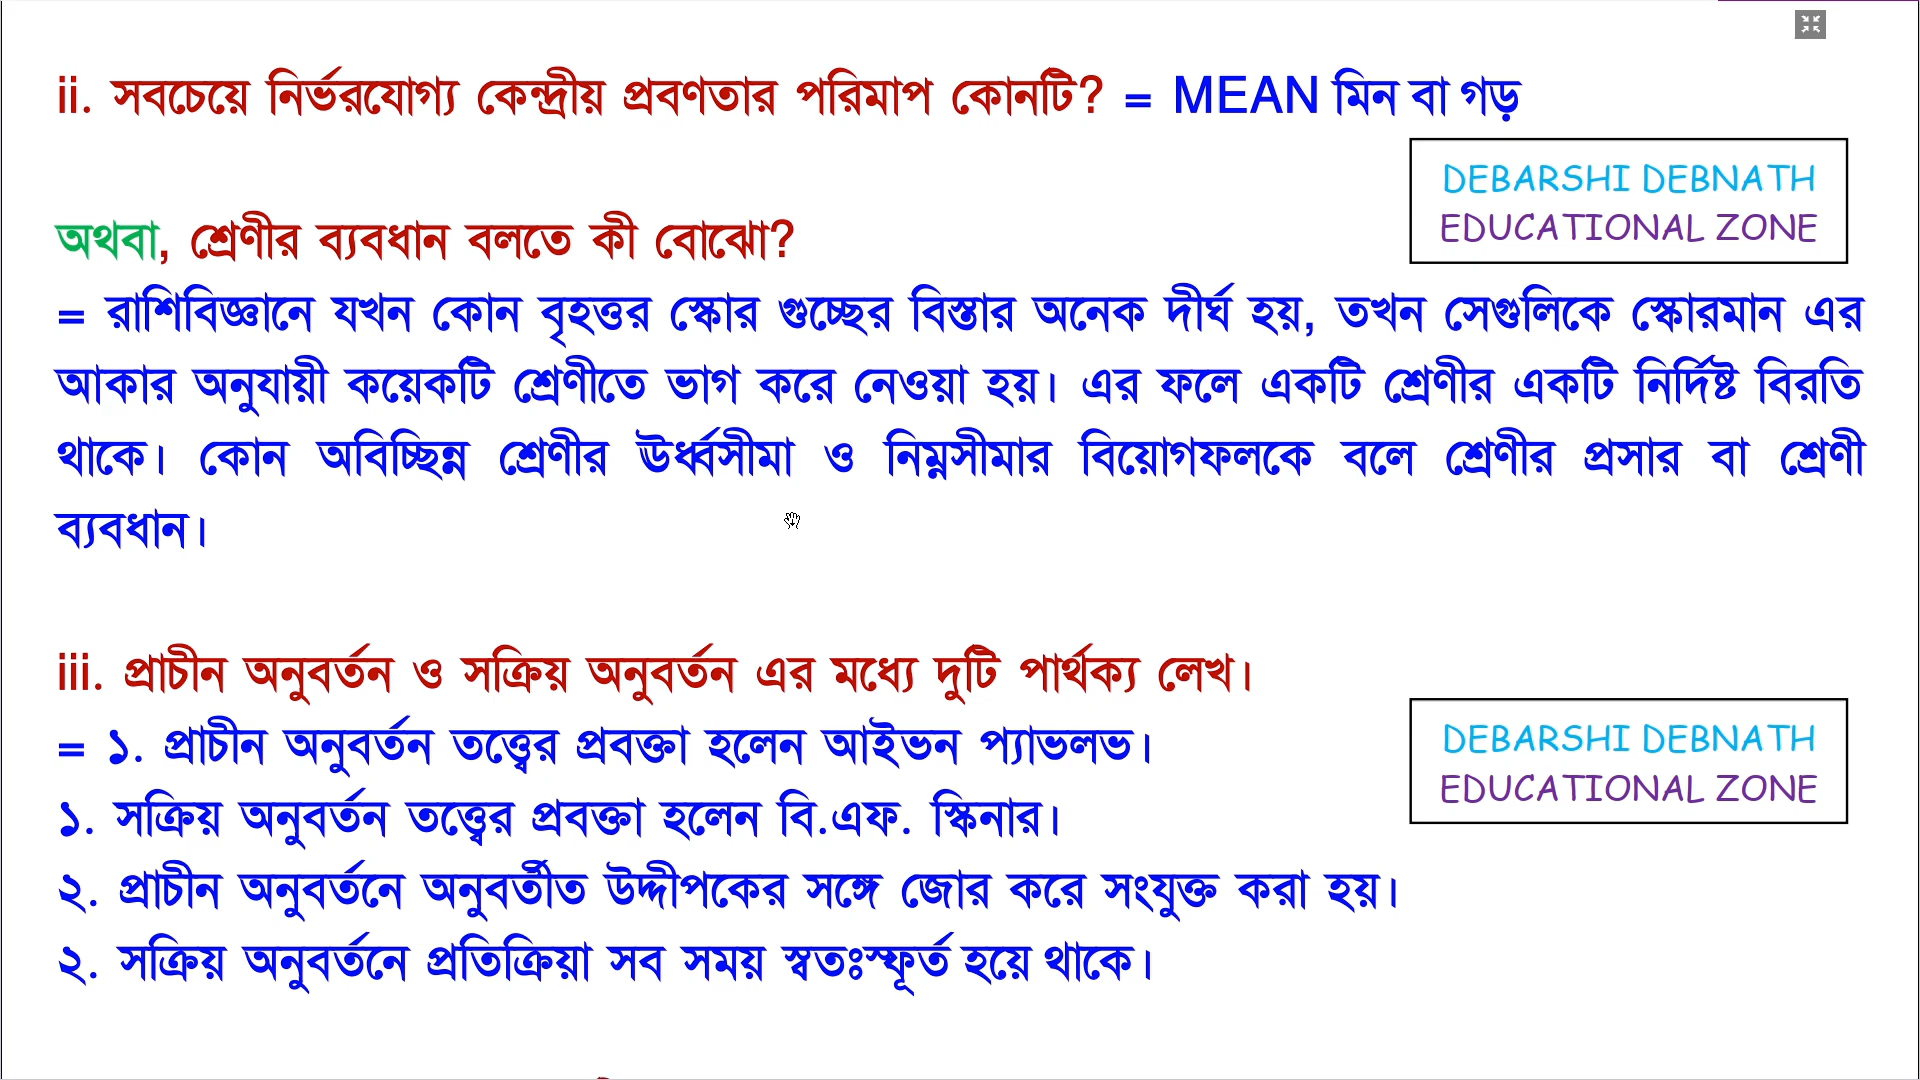 ii. সবচেয়ে নির্ভরযোগ্য কেন্দ্রীয় প্রবণতার পরিমাপ কোনটি? = MEAN মিন বা গড়
DEBARSHI DEBNATH
EDUCATIONAL ZONE
অথবা, শ্রেণীর ব্যবধান বলতে কী বোঝো?
= রাশিবিজ্ঞানে যখন কোন বৃহত্তর স্কোর গুচ্ছের বিস্তার অনেক দীর্ঘ হয়, তখন সেগুলিকে স্কোরমান এর
আকার অনুযায়ী কয়েকটি শ্রেণীতে ভাগ করে নেওয়া হয়। এর ফলে একটি শ্রেণীর একটি নির্দিষ্ট বিরতি
থাকে। কোন অবিচ্ছিন্ন শ্রেণীর ঊর্ধ্বসীমা ও নিম্নসীমার বিয়োগফলকে বলে শ্রেণীর প্রসার বা শ্রেণী
ব্যবধান।
iii. প্রাচীন অনুবর্তন ও সক্রিয় অনুবর্তন এর মধ্যে দুটি পার্থক্য লেখ।
= ১. প্রাচীন অনুবর্তন তত্ত্বের প্রবক্তা হলেন আইভন প্যাভলভ।
DEBARSHI DEBNATH
EDUCATIONAL ZONE
১. সক্রিয় অনুবর্তন তত্ত্বের প্রবক্তা হলেন বি.এফ. স্কিনার।
২. প্রাচীন অনুবর্তনে অনুবর্তীত উদ্দীপকের সঙ্গে জোর করে সংযুক্ত করা হয়।
২. সক্রিয় অনুবর্তনে প্রতিক্রিয়া সব সময় স্বতঃস্ফূর্ত হয়ে থাকে।